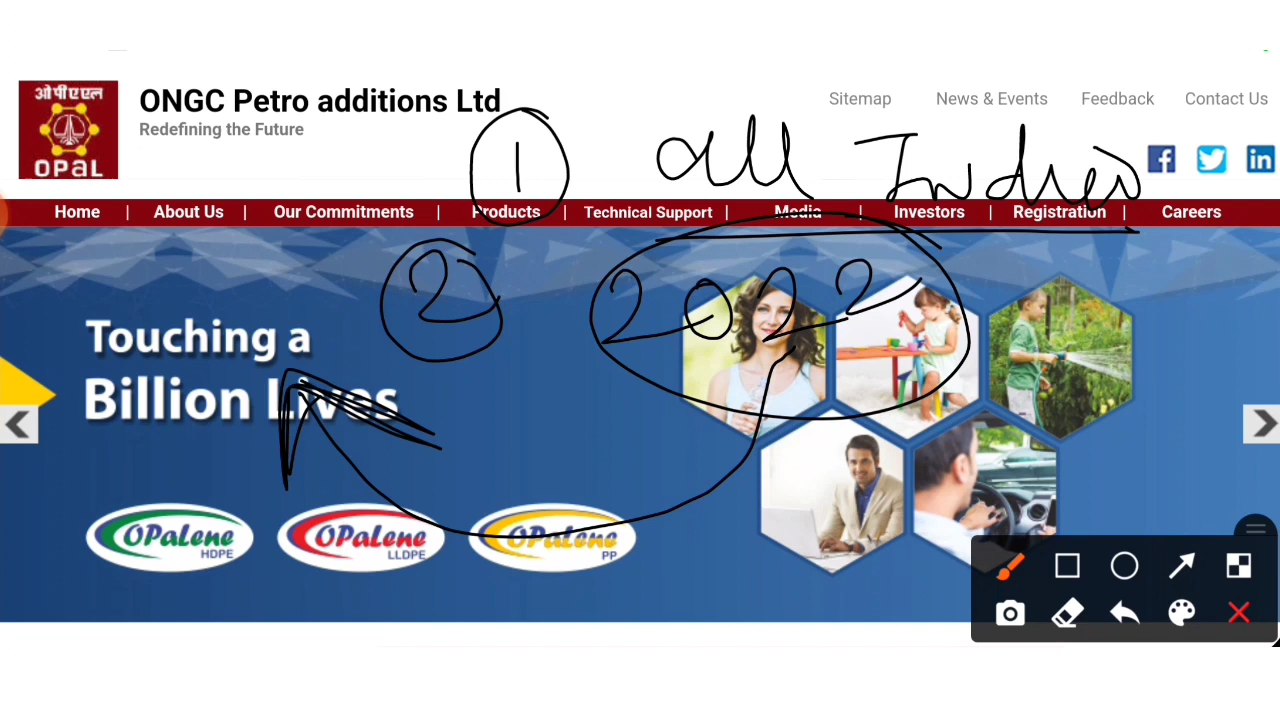 ओपीएएल
OPaL
ONGC Petro additions Ltd
Redefining the Future
Sitemap News & Events Feedback Contact Us
① all India
Home | About Us | Our Commitments | Products | Technical Support | Media | Investors | Registration | Careers
② 2022
Touching a
Billion Lives
OPalene HDPE OPalene LLDPE OPalene PP